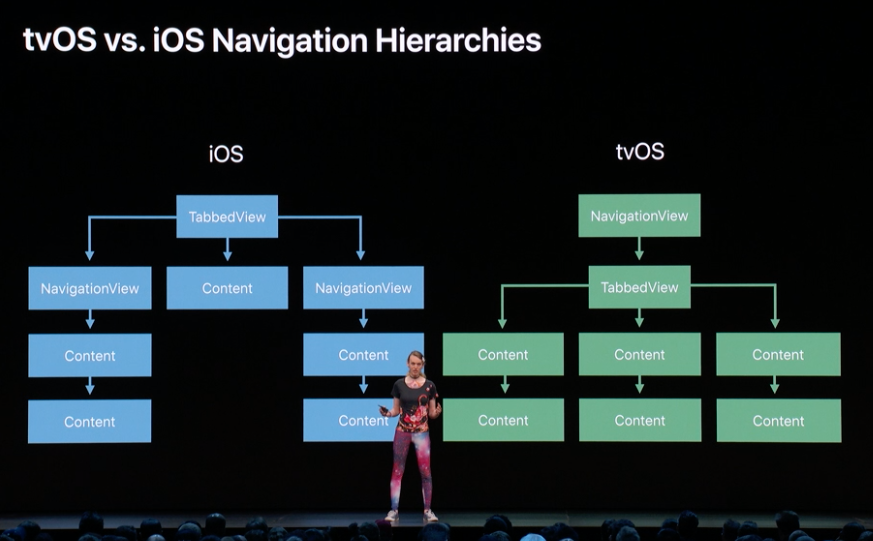 tvOS vs. iOS Navigation Hierarchies
iOS
TabbedView
NavigationView
Content
NavigationView
Content
Content
Content
Content
tvOS
NavigationView
TabbedView
Content
Content
Content
Content
Content
Content